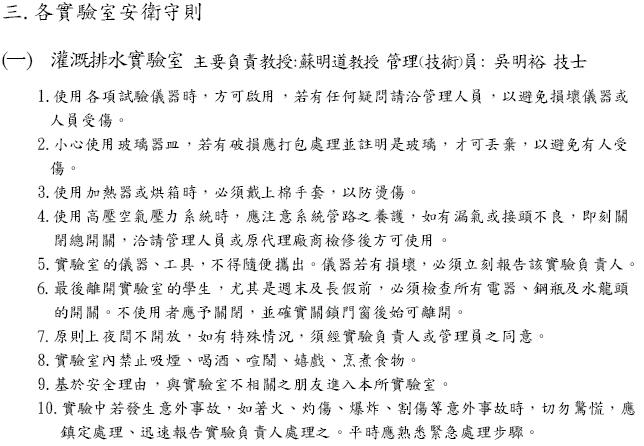 三. 各實驗室安衛守則
(一) 灌溉排水實驗室 主要負責教授:蘇明道教授 管理(技術)員: 吳明裕 技士
1. 使用各項試驗儀器時，方可啟用，若有任何疑問請洽管理人員，以避免損壞儀器或
人員受傷。
2. 小心使用玻璃器皿，若有破損應打包處理並註明是玻璃，才可丟棄，以避免有人受
傷。
3. 使用加熱器或烘箱時，必須戴上棉手套，以防燙傷。
4. 使用高壓空氣壓力系統時，應注意系統管路之養護，如有漏氣或接頭不良，即刻關
閉總開關，洽請管理人員或原代理廠商檢修後方可使用。
5. 實驗室的儀器、工具，不得隨便攜出。儀器若有損壞，必須立刻報告該實驗負責人。
6. 最後離開實驗室的學生，尤其是週末及長假前，必須檢查所有電器、鋼瓶及水龍頭
的開關。不使用者應予關閉，並確實關鎖門窗後始可離開。
7. 原則上夜間不開放，如有特殊情況，須經實驗負責人或管理員之同意。
8. 實驗室內禁止吸煙、喝酒、喧鬧、嬉戲、烹煮食物。
9. 基於安全理由，與實驗室不相關之朋友進入本所實驗室。
10. 實驗中若發生意外事故，如著火、灼傷、爆炸、割傷等意外事故時，切勿驚慌，應
鎮定處理、迅速報告實驗負責人處理之。平時應熟悉緊急處理步驟。